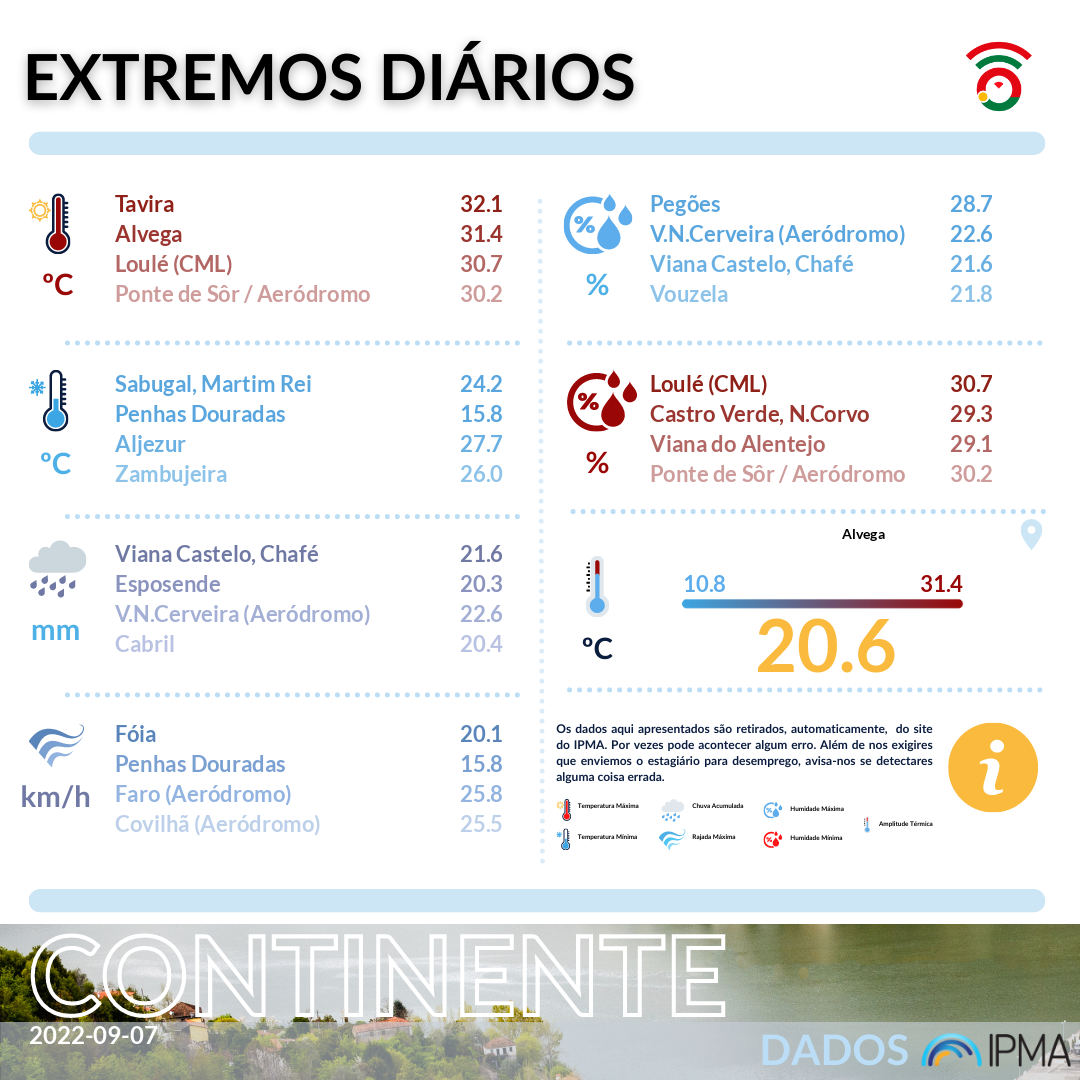 EXTREMOS DIÁRIOS
Tavira 32.1
Alvega 31.4
Loulé (CML) 30.7
Ponte de Sôr / Aeródromo 30.2
ºC
Sabugal, Martim Rei 24.2
Penhas Douradas 15.8
Aljezur 27.7
Zambujeira 26.0
ºC
Viana Castelo, Chafé 21.6
Esposende 20.3
V.N.Cerveira (Aeródromo) 22.6
Cabril 20.4
mm
Fóia 20.1
Penhas Douradas 15.8
Faro (Aeródromo) 25.8
Covilhã (Aeródromo) 25.5
km/h
%
Pegões 28.7
V.N.Cerveira (Aeródromo) 22.6
Viana Castelo, Chafé 21.6
Vouzela 21.8
%
%
Loulé (CML) 30.7
Castro Verde, N.Corvo 29.3
Viana do Alentejo 29.1
Ponte de Sôr / Aeródromo 30.2
%
Alvega
10.8 31.4
20.6
ºC
Os dados aqui apresentados são retirados, automaticamente, do site
do IPMA. Por vezes pode acontecer algum erro. Além de nos exigires
que enviemos o estagiário para desemprego, avisa-nos se detectares
alguma coisa errada.
i
Temperatura Máxima Chuva Acumulada Humidade Máxima
Amplitude Térmica
Temperatura Mínima Rajada Máxima Humidade Mínima
CONTINENTE
2022-09-07
DADOS IPMA